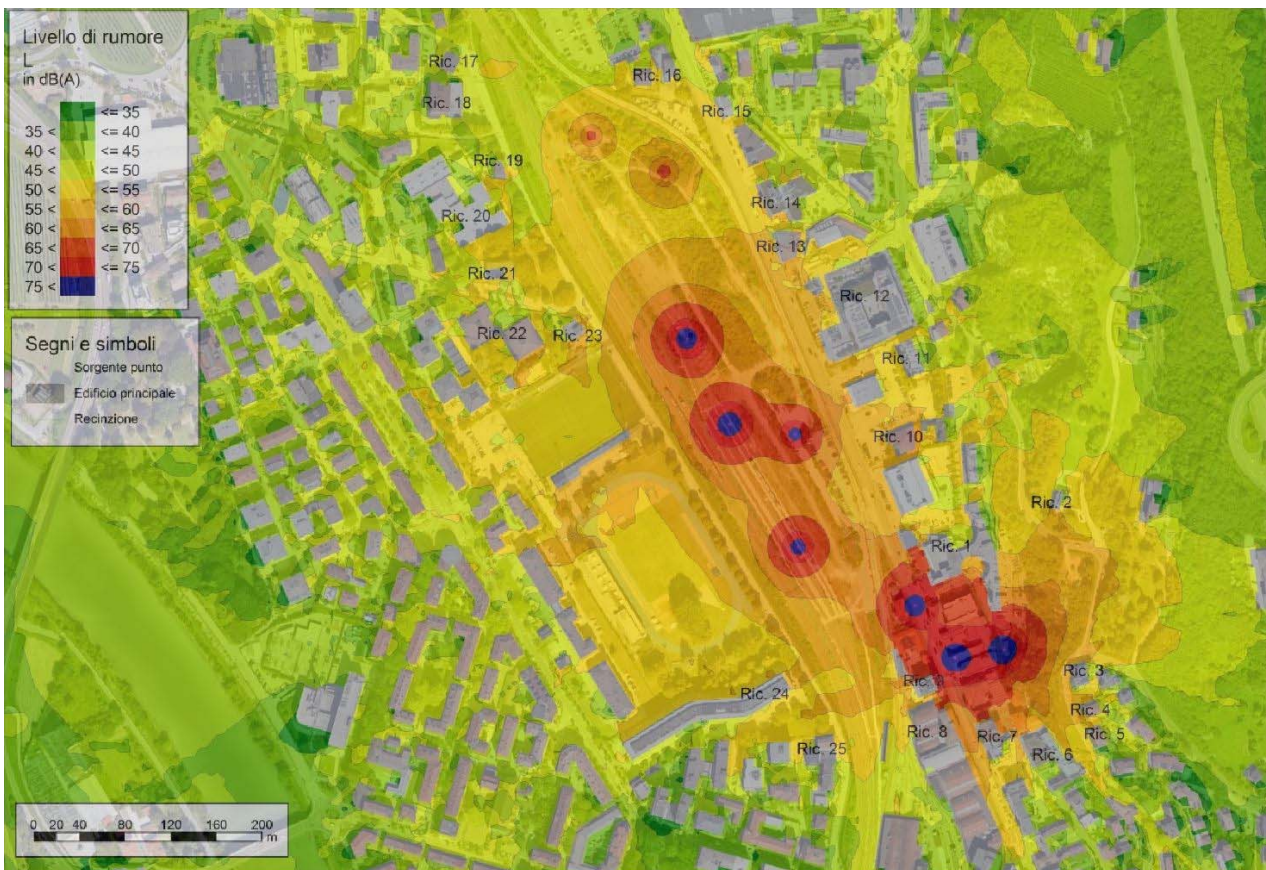 Livello di rumore
L
in dB(A)
<= 35
35 < <= 40
40 < <= 45
45 < <= 50
50 < <= 55
55 < <= 60
60 < <= 65
65 < <= 70
70 < <= 75
75 <
Segni e simboli
Sorgente punto
Edificio principale
Recinzione
Ric. 17
Ric. 16
Ric. 18
Ric. 15
Ric. 19
Ric. 14
Ric. 20
Ric. 13
Ric. 21
Ric. 12
Ric. 22
Ric. 23
Ric. 11
Ric. 10
Ric. 2
Ric. 1
Ric. 3
Ric.
Ric. 24
Ric. 4
Ric. 8
Ric. 7
Ric. 5
Ric. 25
Ric. 6
0 20 40 80 120 160 200
m